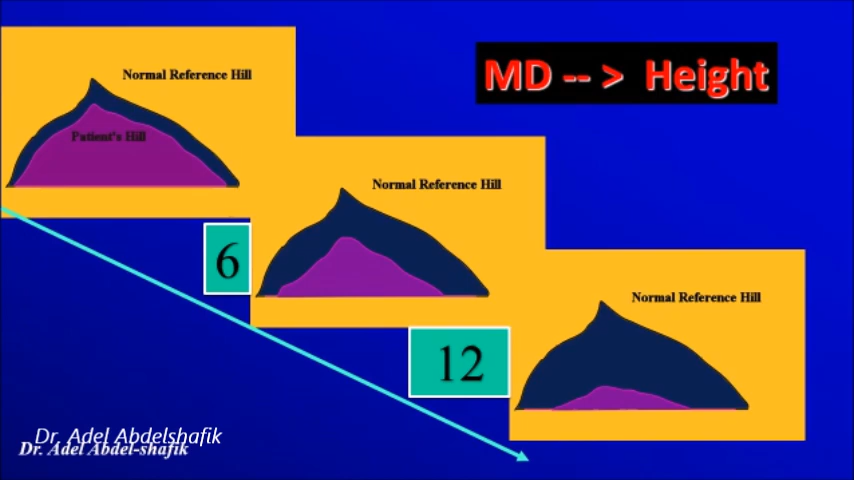 MD -- > Height
Normal Reference Hill
Patient's Hill
Normal Reference Hill
6
Normal Reference Hill
12
Dr. Adel Abdelshafik
Dr. Adel Abdel-shafik